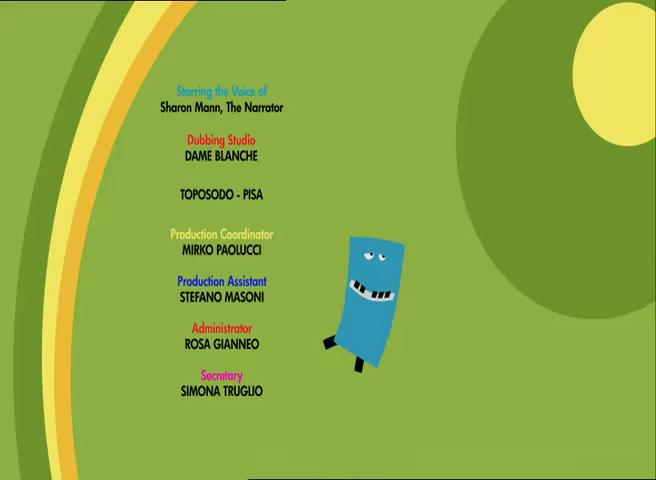 Starring the Voice of
Sharon Mann, The Narrator
Dubbing Studio
DAME BLANCHE
TOPOSODO - PISA
Production Coordinator
MIRKO PAOLUCCI
Production Assistant
STEFANO MASONI
Administrator
ROSA GIANNEO
Secretary
SIMONA TRUGLIO